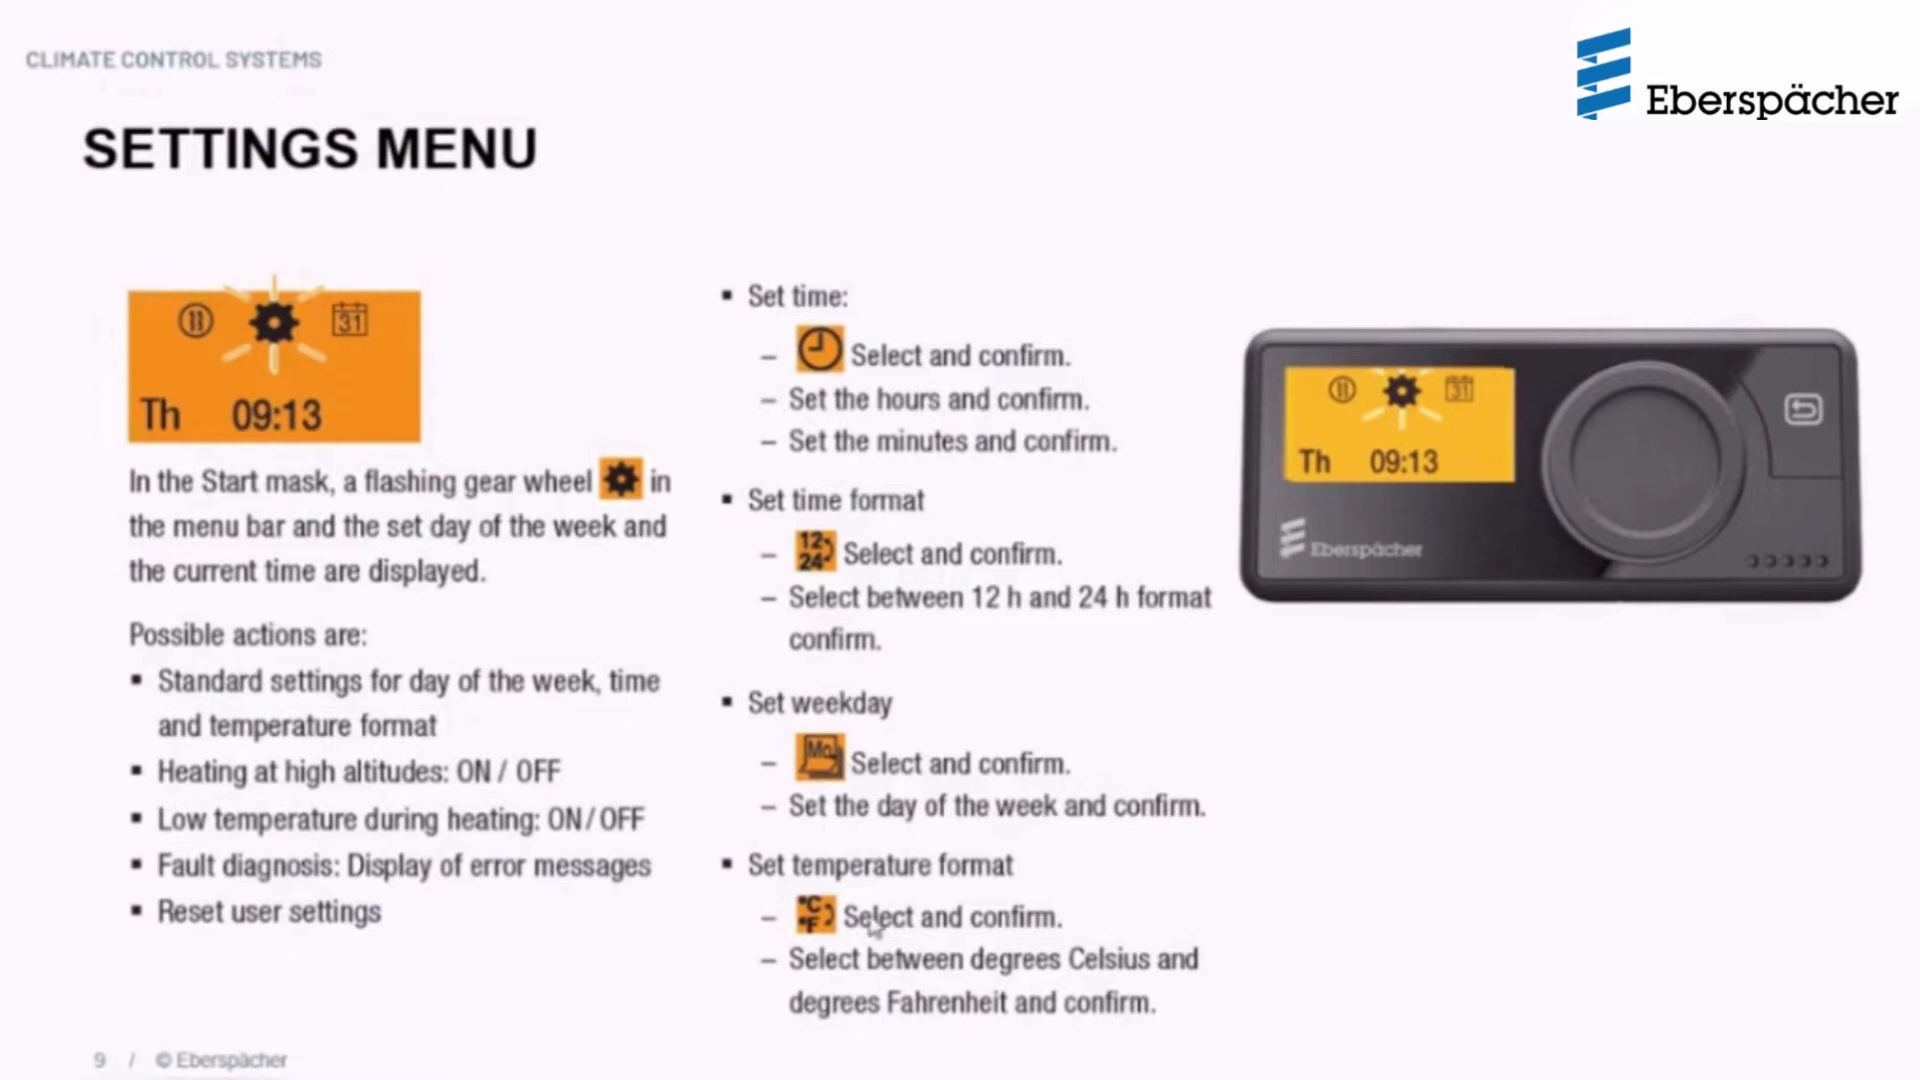 CLIMATE CONTROL SYSTEMS
Eberspächer
SETTINGS MENU
31
Th 09:13
In the Start mask, a flashing gear wheel in
the menu bar and the set day of the week and
the current time are displayed.
Possible actions are:
▪ Standard settings for day of the week, time
and temperature format
▪ Heating at high altitudes: ON / OFF
▪ Low temperature during heating: ON / OFF
▪ Fault diagnosis: Display of error messages
▪ Reset user settings
▪ Set time:
– Select and confirm.
– Set the hours and confirm.
– Set the minutes and confirm.
▪ Set time format
– 12 24 Select and confirm.
– Select between 12 h and 24 h format
confirm.
▪ Set weekday
– Mo Select and confirm.
– Set the day of the week and confirm.
▪ Set temperature format
– °C °F Select and confirm.
– Select between degrees Celsius and
degrees Fahrenheit and confirm.
31
Th 09:13
Eberspächer
9 / © Eberspächer